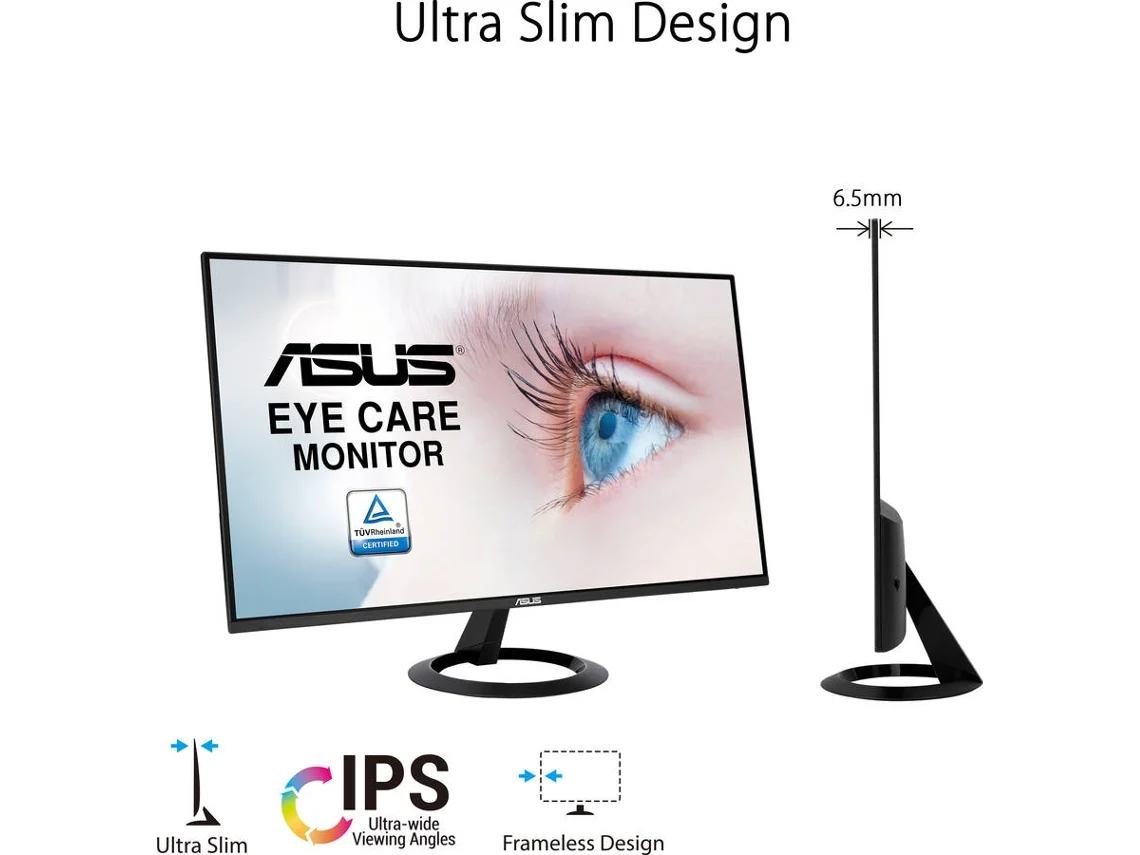 Ultra Slim Design
6.5mm
ASUS®
EYE CARE
MONITOR
TÜVRheinland®
CERTIFIED
ASUS
Ultra Slim
IPS
Ultra-wide
Viewing Angles
Frameless Design